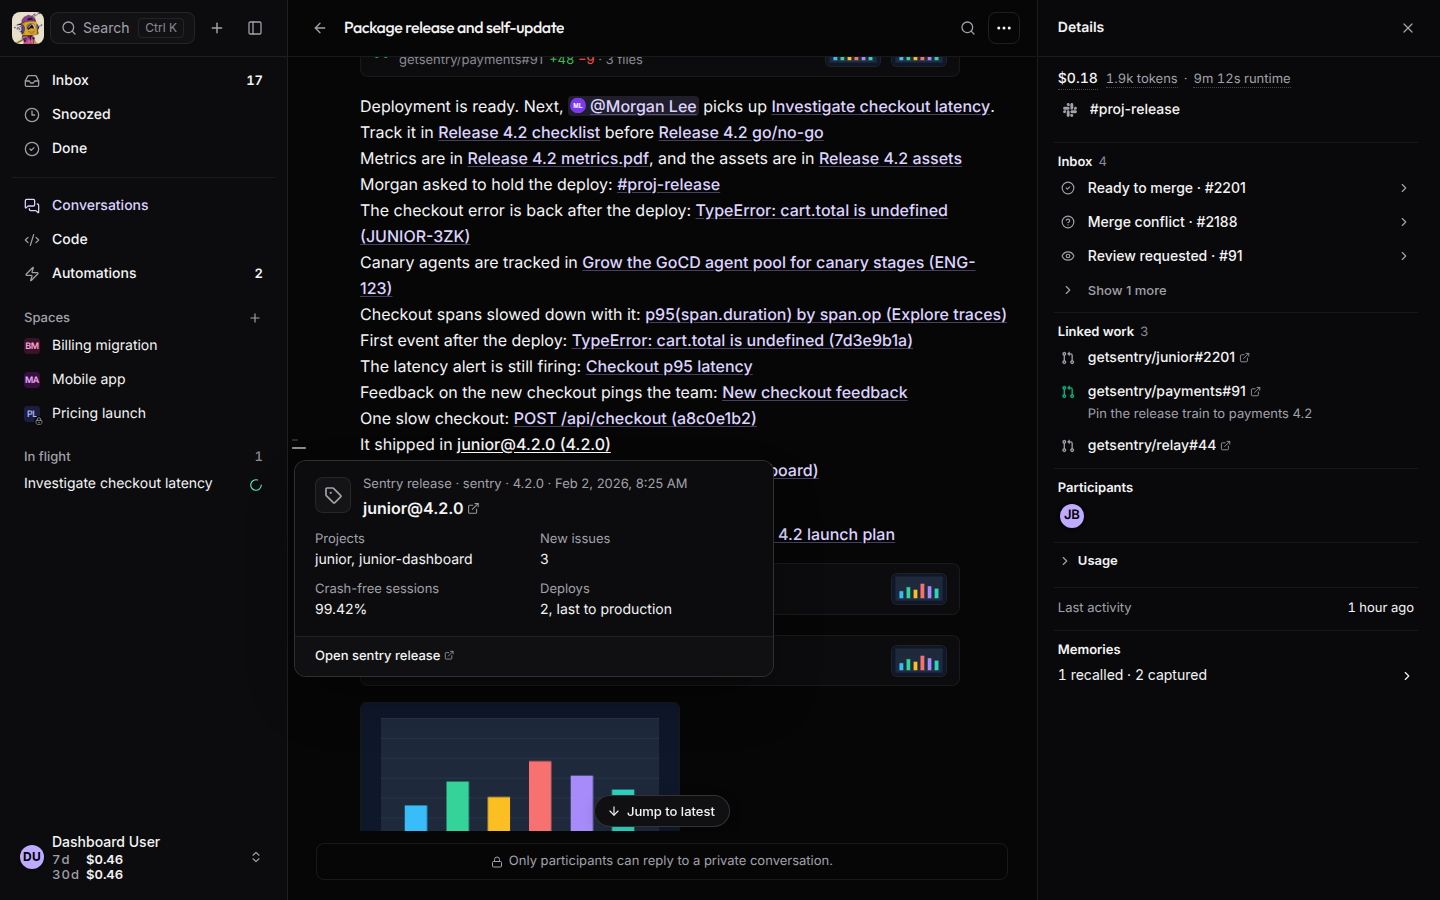 Search Ctrl K
Inbox 17
Snoozed
Done
Conversations
Code
Automations 2
Spaces
BM Billing migration
MA Mobile app
PL Pricing launch
In flight 1
Investigate checkout latency
DU Dashboard User
7d $0.46
30d $0.46
Package release and self-update
getsentry/payments#91 +48 −9 · 3 files
Deployment is ready. Next, ML @Morgan Lee picks up Investigate checkout latency.
Track it in Release 4.2 checklist before Release 4.2 go/no-go
Metrics are in Release 4.2 metrics.pdf, and the assets are in Release 4.2 assets
Morgan asked to hold the deploy: #proj-release
The checkout error is back after the deploy: TypeError: cart.total is undefined
(JUNIOR-3ZK)
Canary agents are tracked in Grow the GoCD agent pool for canary stages (ENG-
123)
Checkout spans slowed down with it: p95(span.duration) by span.op (Explore traces)
First event after the deploy: TypeError: cart.total is undefined (7d3e9b1a)
The latency alert is still firing: Checkout p95 latency
Feedback on the new checkout pings the team: New checkout feedback
One slow checkout: POST /api/checkout (a8c0e1b2)
It shipped in junior@4.2.0 (4.2.0)
board)
4.2 launch plan
Sentry release · sentry · 4.2.0 · Feb 2, 2026, 8:25 AM
junior@4.2.0
Projects New issues
junior, junior-dashboard 3
Crash-free sessions Deploys
99.42% 2, last to production
Open sentry release
Jump to latest
Only participants can reply to a private conversation.
Details
$0.18 1.9k tokens · 9m 12s runtime
#proj-release
Inbox 4
Ready to merge · #2201
Merge conflict · #2188
Review requested · #91
Show 1 more
Linked work 3
getsentry/junior#2201
getsentry/payments#91
Pin the release train to payments 4.2
getsentry/relay#44
Participants
JB
Usage
Last activity 1 hour ago
Memories
1 recalled · 2 captured